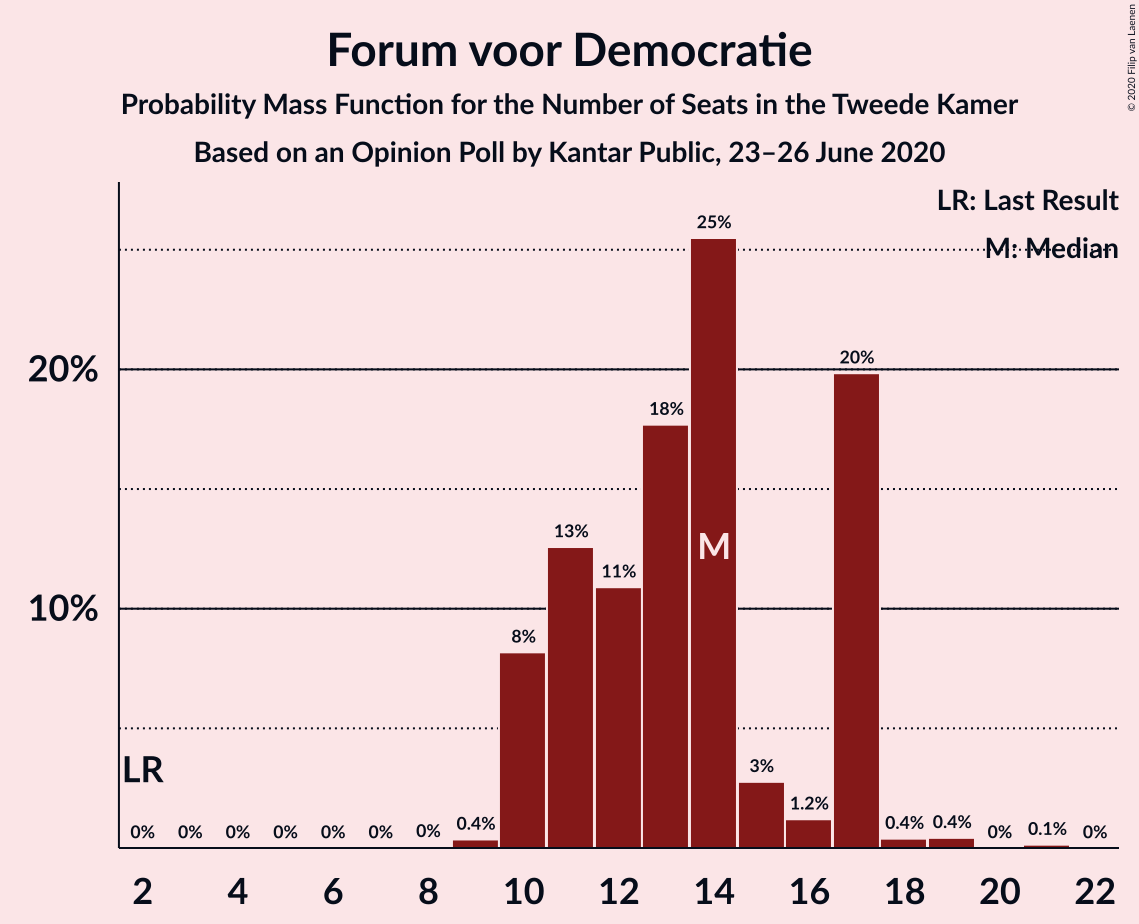 Forum voor Democratie
Probability Mass Function for the Number of Seats in the Tweede Kamer
Based on an Opinion Poll by Kantar Public, 23–26 June 2020
© 2020 Filip van Laenen
LR: Last Result
M: Median
25%
20%
20%
18%
M
13%
11%
10%
8%
LR
3%
1.2%
0% 0% 0% 0% 0% 0% 0% 0.4% 0.4% 0.4% 0% 0.1% 0%
2 4 6 8 10 12 14 16 18 20 22